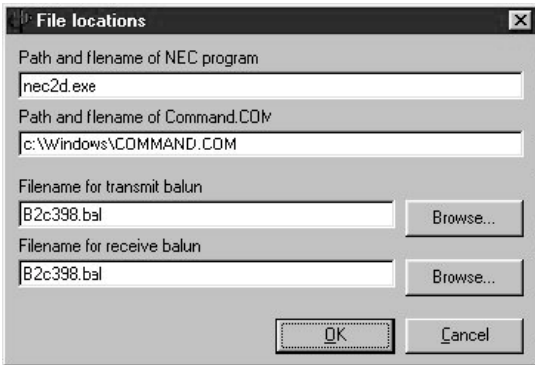 File locations
Path and flename of NEC program
nec2d.exe
Path and flename of Command.COM
c:\Windows\COMMAND.COM
Filename for transmit balun
B2c398.bal
Browse...
Filename for receive balun
B2c398.bal
Browse...
OK
Cancel